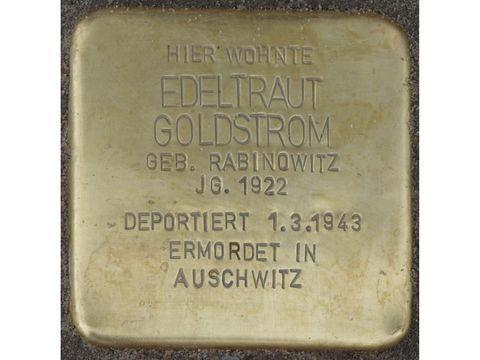 HIER WOHNTE
EDELTRAUT
GOLDSTROM
GEB. RABINOWITZ
JG. 1922
DEPORTIERT 1.3.1943
ERMORDET IN
AUSCHWITZ